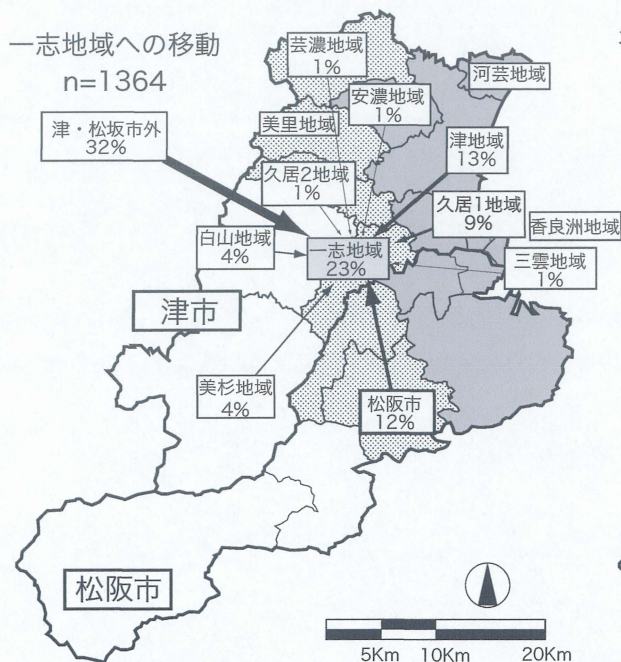 一志地域への移動
n=1364
芸濃地域
1%
河芸地域
安濃地域
1%
美里地域
津・松坂市外
32%
津地域
13%
久居2地域
1%
久居1地域
9%
香良洲地域
白山地域
4%
一志地域
23%
三雲地域
1%
津市
美杉地域
4%
松阪市
12%
松阪市
5Km 10Km 20Km